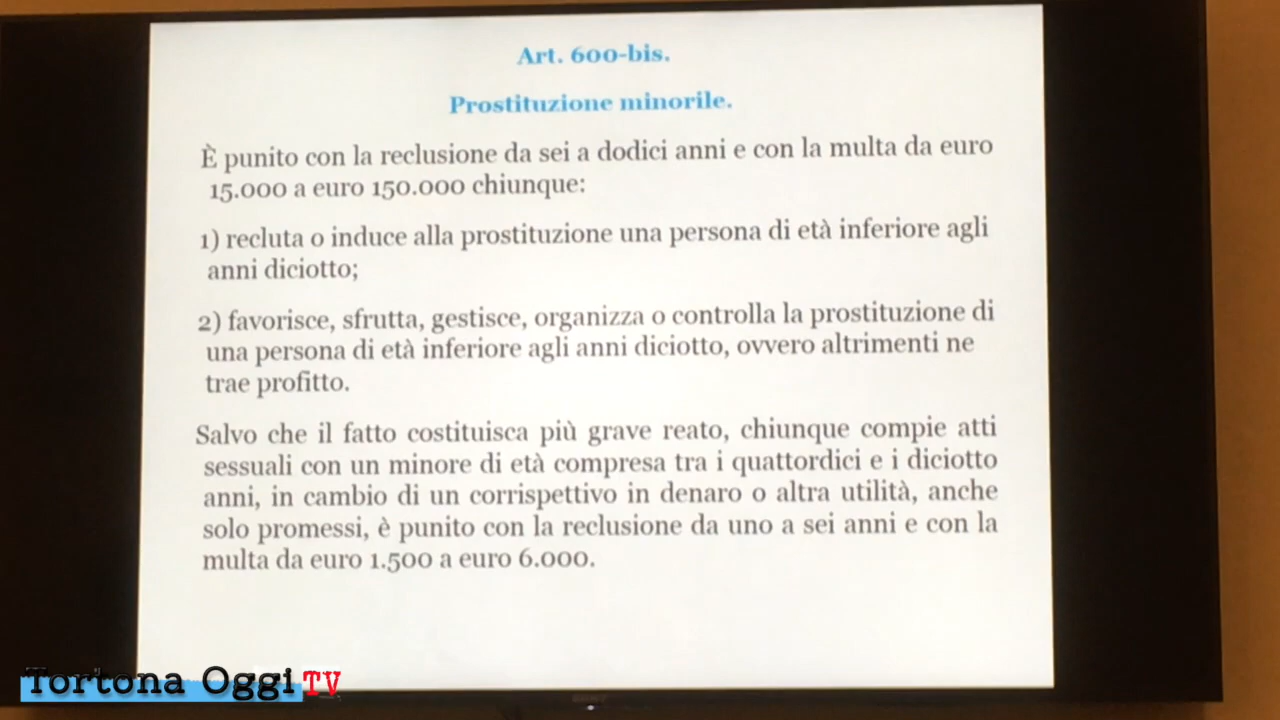 Art. 600-bis.
Prostituzione minorile.
È punito con la reclusione da sei a dodici anni e con la multa da euro
15.000 a euro 150.000 chiunque:
1) recluta o induce alla prostituzione una persona di età inferiore agli
anni diciotto;
2) favorisce, sfrutta, gestisce, organizza o controlla la prostituzione di
una persona di età inferiore agli anni diciotto, ovvero altrimenti ne
trae profitto.
Salvo che il fatto costituisca più grave reato, chiunque compie atti
sessuali con un minore di età compresa tra i quattordici e i diciotto
anni, in cambio di un corrispettivo in denaro o altra utilità, anche
solo promessi, è punito con la reclusione da uno a sei anni e con la
multa da euro 1.500 a euro 6.000.
Tortona Oggi TV